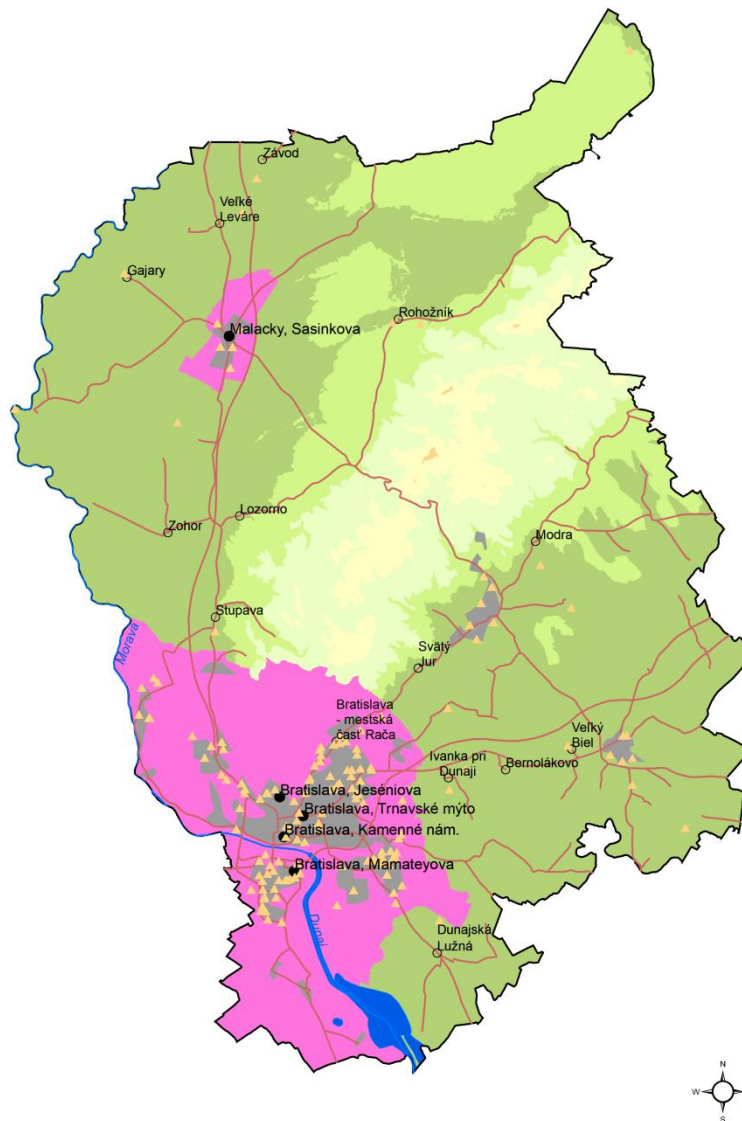 Závod
Veľké
Leváre
Gajary
Rohožník
Malacky, Sasinkova
Lozorno
Zohor
Modra
Stupava
Morava
Svätý
Jur
Bratislava
- mestská
časť Rača
Veľký
Biel
Ivanka pri
Dunaji
Bernolákovo
Bratislava, Jeséniova
Bratislava, Trnavské mýto
Bratislava, Kamenné nám.
Bratislava, Mamateyova
Dunaj
Dunajská
Lužná
N
W
E
S